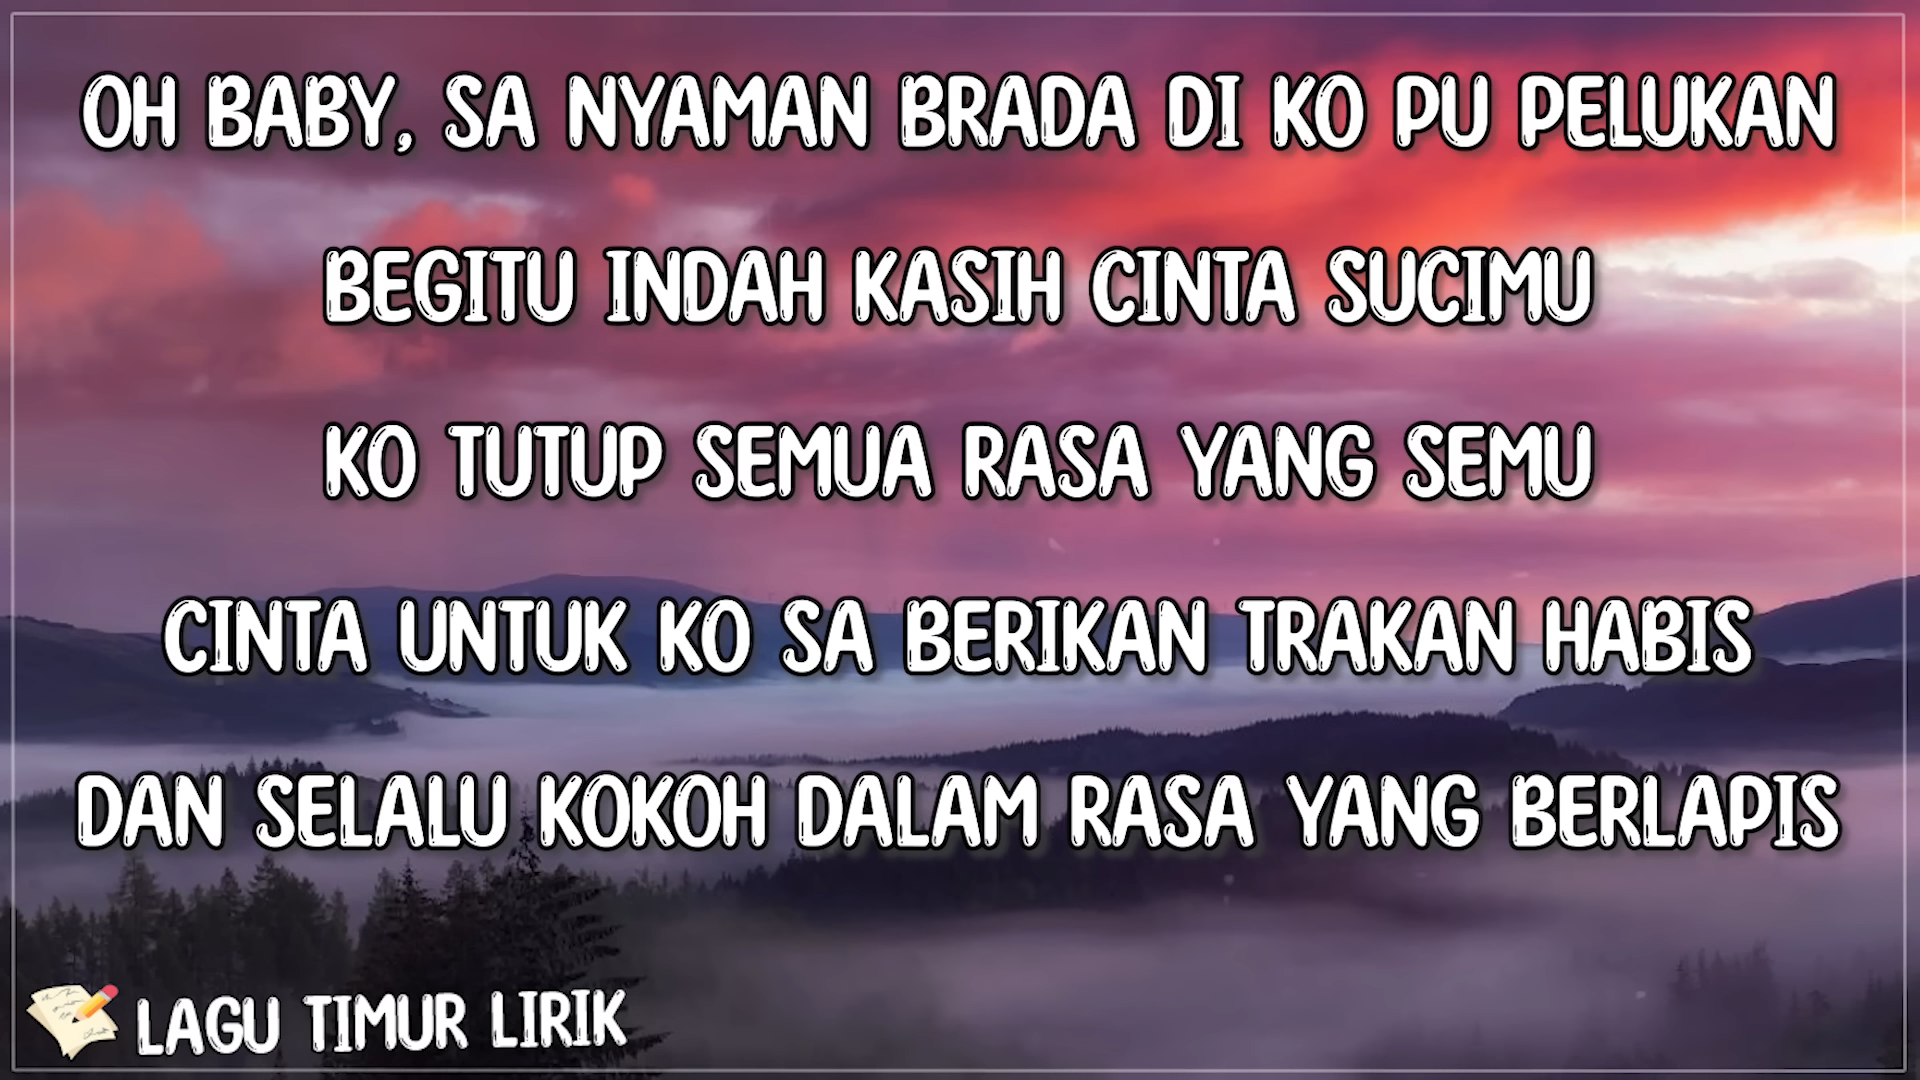 OH BABY, SA NYAMAN BRADA DI KO PU PELUKAN
BEGITU INDAH KASIH CINTA SUCIMU
KO TUTUP SEMUA RASA YANG SEMU
CINTA UNTUK KO SA BERIKAN TRAKAN HABIS
DAN SELALU KOKOH DALAM RASA YANG BERLAPIS
LAGU TIMUR LIRIK